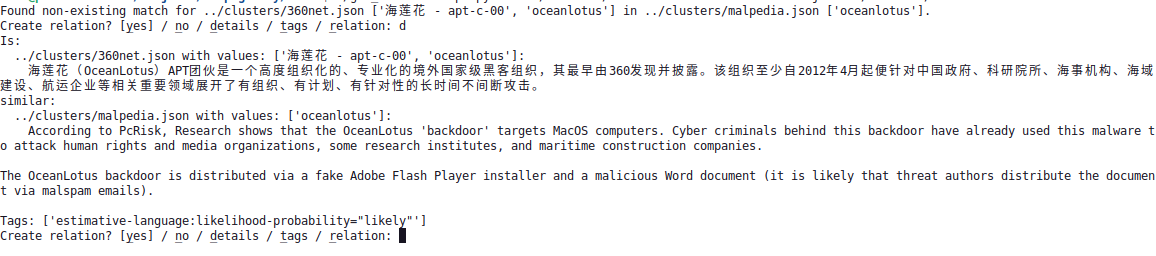 Found non-existing match for ../clusters/360net.json ['海莲花 - apt-c-00', 'oceanlotus'] in ../clusters/malpedia.json ['oceanlotus'].
Create relation? [yes] / no / details / tags / relation: d
Is:
  ../clusters/360net.json with values: ['海莲花 - apt-c-00', 'oceanlotus']:
    海莲花（OceanLotus）APT团伙是一个高度组织化的、专业化的境外国家级黑客组织，其最早由360发现并披露。该组织至少自2012年4月起便针对中国政府、科研院所、海事机构、海域
建设、航运企业等相关重要领域展开了有组织、有计划、有针对性的长时间不间断攻击。
similar:
  ../clusters/malpedia.json with values: ['oceanlotus']:
    According to PcRisk, Research shows that the OceanLotus 'backdoor' targets MacOS computers. Cyber criminals behind this backdoor have already used this malware t
o attack human rights and media organizations, some research institutes, and maritime construction companies.

The OceanLotus backdoor is distributed via a fake Adobe Flash Player installer and a malicious Word document (it is likely that threat authors distribute the documen
t via malspam emails).

Tags: ['estimative-language:likelihood-probability="likely"']
Create relation? [yes] / no / details / tags / relation: